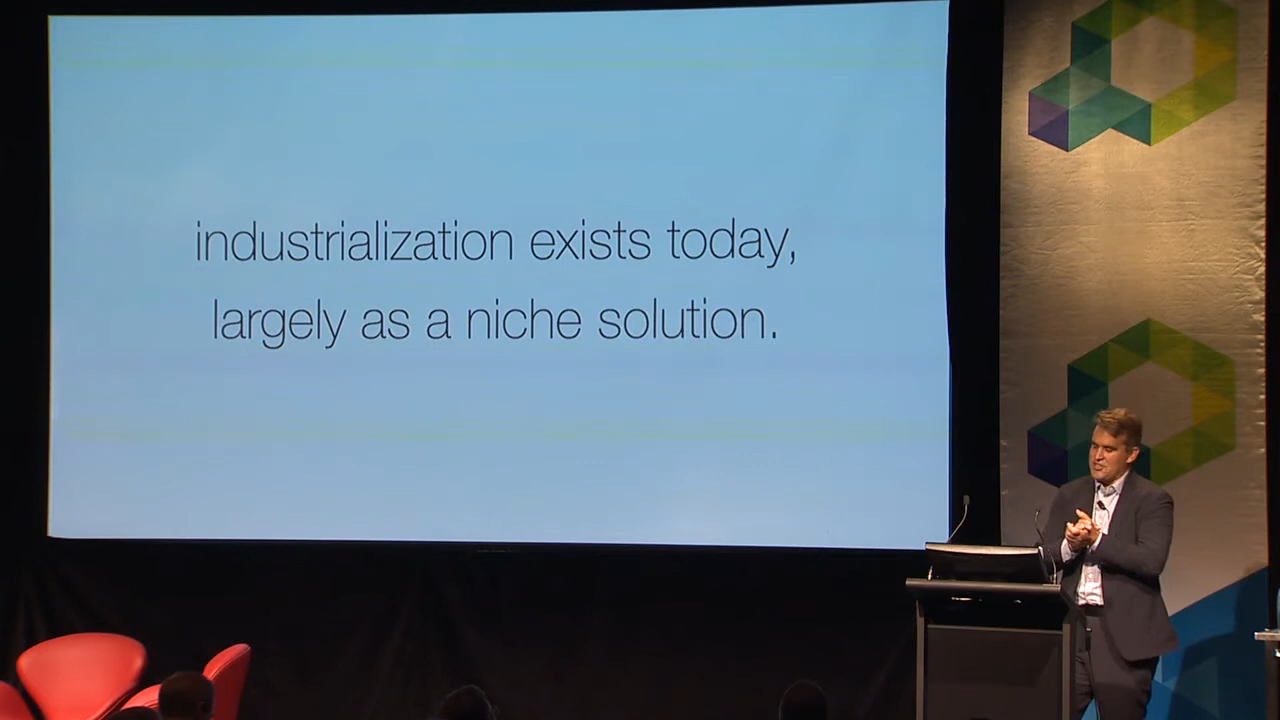 industrialization exists today,
largely as a niche solution.